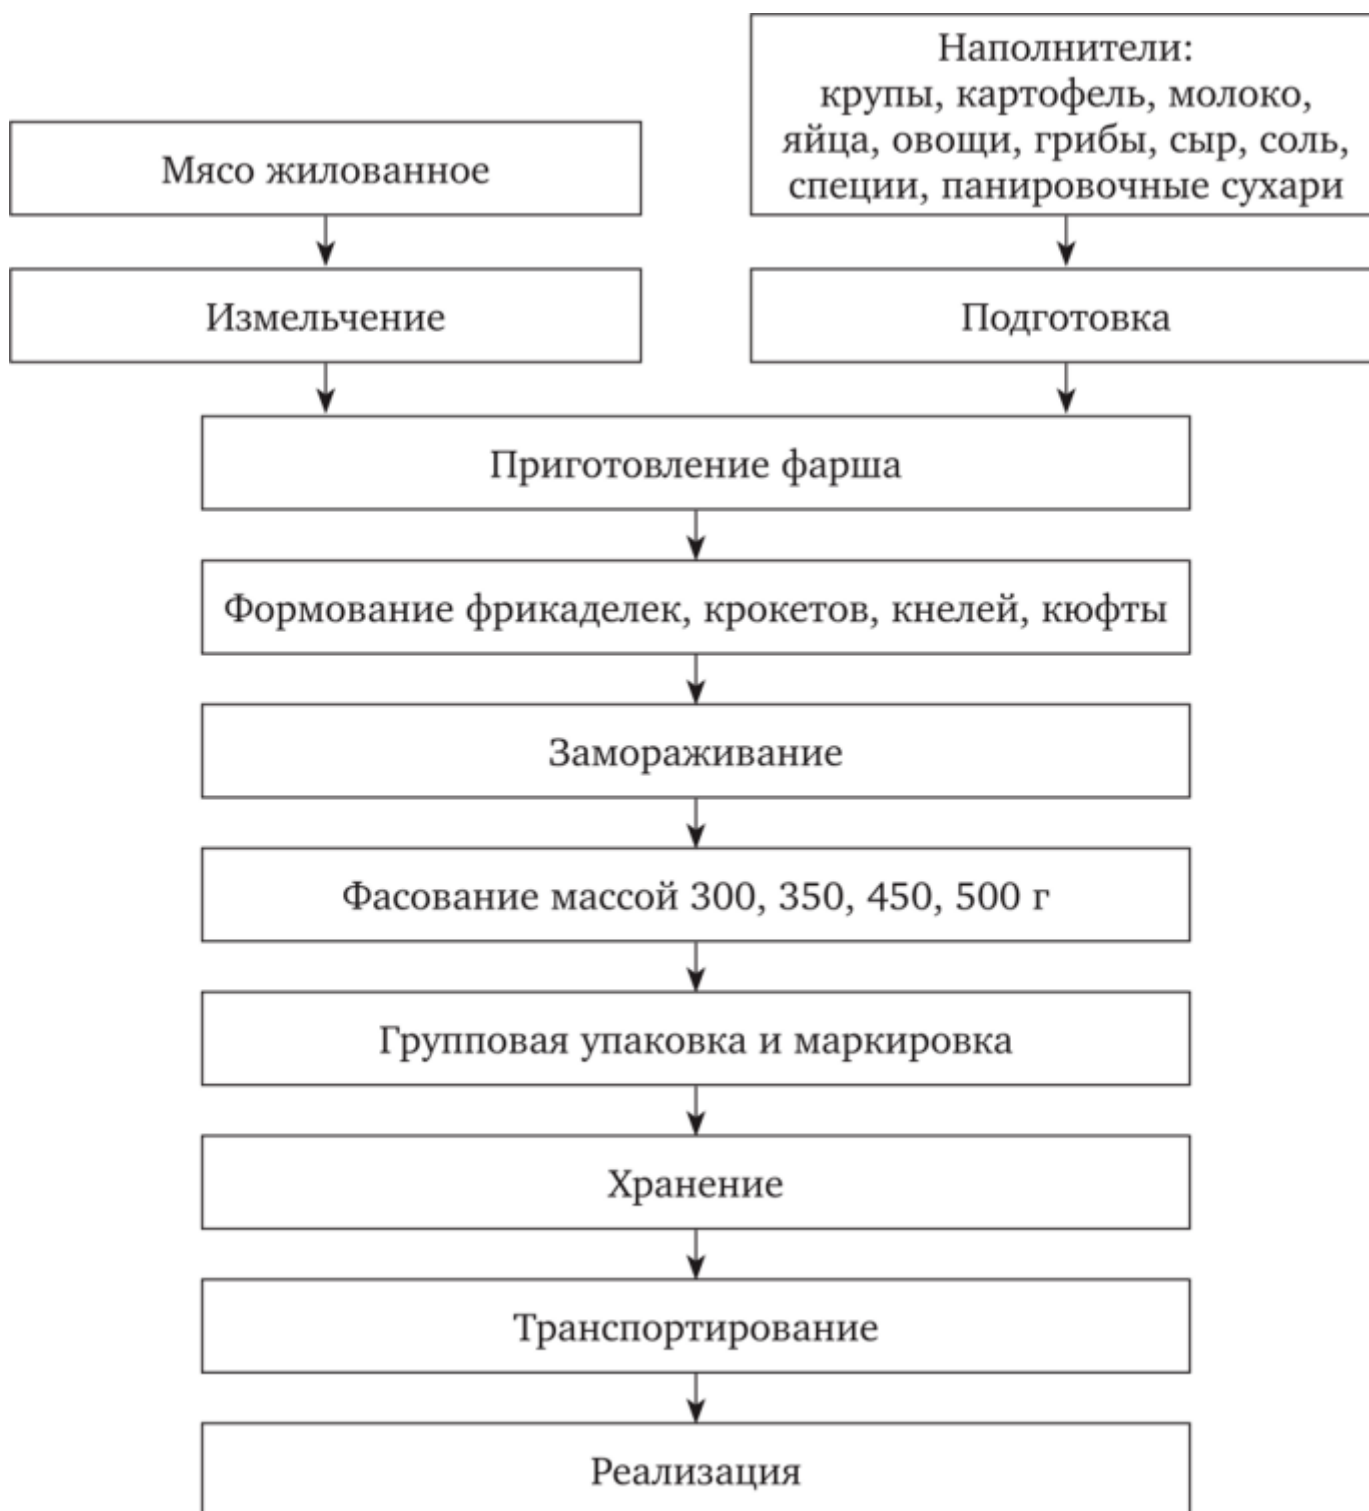 Наполнители:
крупы, картофель, молоко,
яйца, овощи, грибы, сыр, соль,
специи, панировочные сухари
Мясо жилованное
Измельчение
Подготовка
Приготовление фарша
Формование фрикаделек, крокетов, кнелей, кюфты
Замораживание
Фасование массой 300, 350, 450, 500 г
Групповая упаковка и маркировка
Хранение
Транспортирование
Реализация